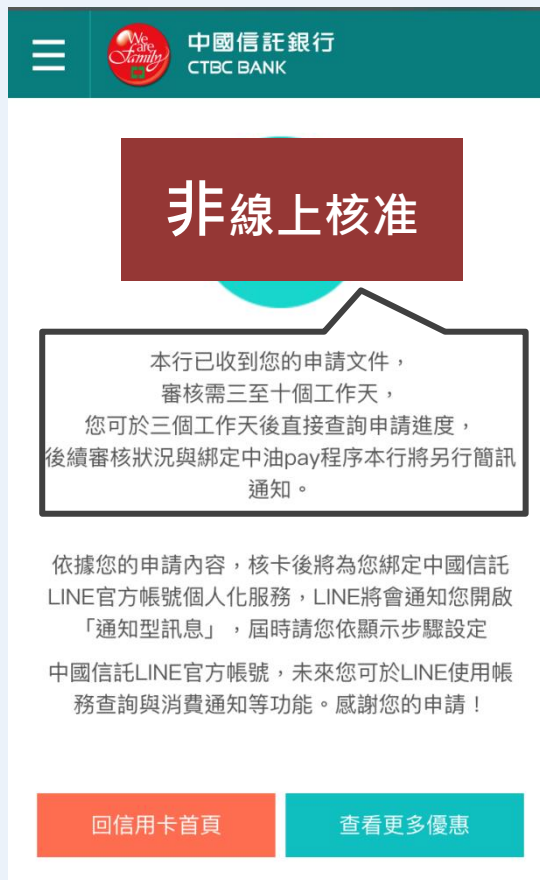 We
care
Family
中國信託銀行
CTBC BANK
非線上核准
本行已收到您的申請文件，
審核需三至十個工作天，
您可於三個工作天後直接查詢申請進度，
後續審核狀況與綁定中油pay程序本行將另行簡訊
通知。
依據您的申請內容，核卡後將為您綁定中國信託
LINE官方帳號個人化服務，LINE將會通知您開啟
「通知型訊息」，屆時請您依顯示步驟設定
中國信託LINE官方帳號，未來您可於LINE使用帳
務查詢與消費通知等功能。感謝您的申請！
回信用卡首頁
查看更多優惠